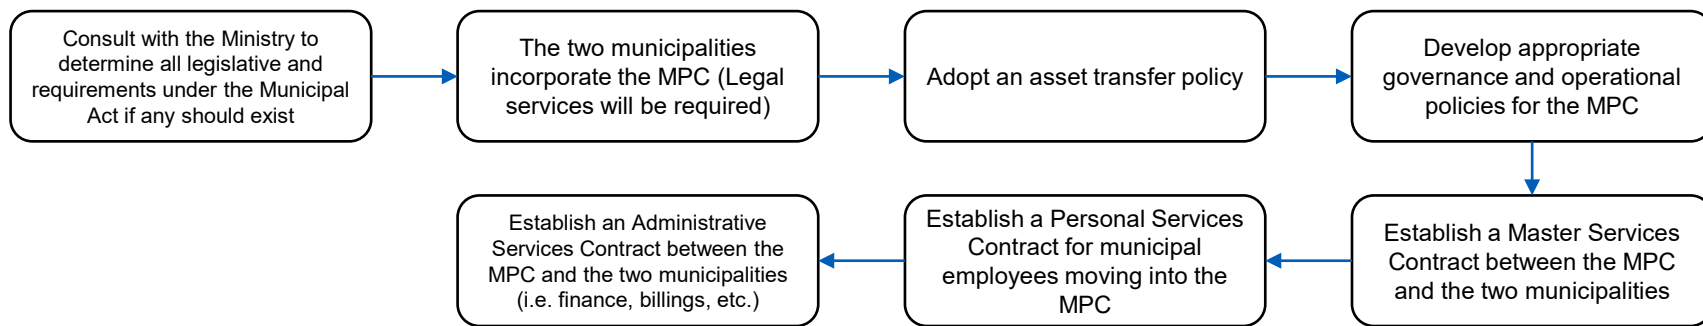 Consult with the Ministry to
determine all legislative and
requirements under the Municipal
Act if any should exist
The two municipalities
incorporate the MPC (Legal
services will be required)
Adopt an asset transfer policy
Develop appropriate
governance and operational
policies for the MPC
Establish a Master Services
Contract between the MPC
and the two municipalities
Establish a Personal Services
Contract for municipal
employees moving into the
MPC
Establish an Administrative
Services Contract between the
MPC and the two municipalities
(i.e. finance, billings, etc.)